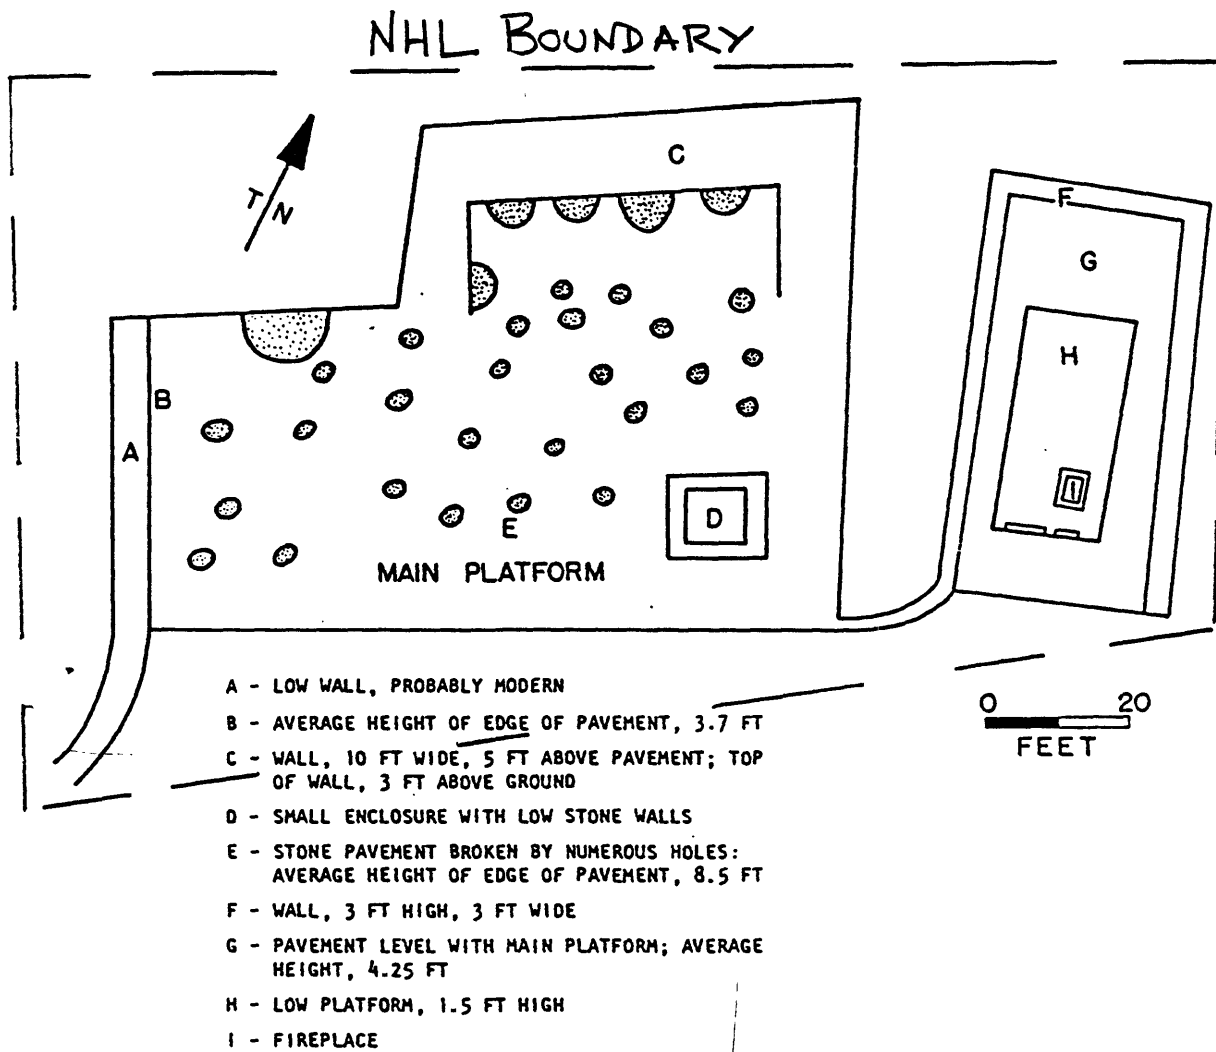 NHL BOUNDARY
T/N
C
F
G
H
B
A
I
D
E
MAIN PLATFORM
A - LOW WALL, PROBABLY MODERN
B - AVERAGE HEIGHT OF EDGE OF PAVEMENT, 3.7 FT
C - WALL, 10 FT WIDE, 5 FT ABOVE PAVEMENT; TOP
OF WALL, 3 FT ABOVE GROUND
D - SMALL ENCLOSURE WITH LOW STONE WALLS
E - STONE PAVEMENT BROKEN BY NUMEROUS HOLES:
AVERAGE HEIGHT OF EDGE OF PAVEMENT, 8.5 FT
F - WALL, 3 FT HIGH, 3 FT WIDE
G - PAVEMENT LEVEL WITH MAIN PLATFORM; AVERAGE
HEIGHT, 4.25 FT
H - LOW PLATFORM, 1.5 FT HIGH
I - FIREPLACE
0 20
FEET